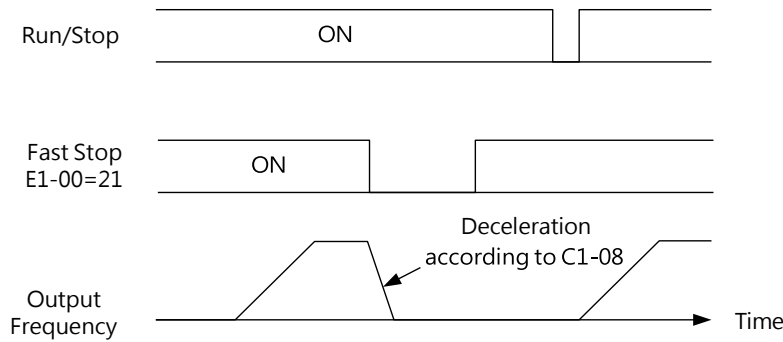 Run/Stop
ON
Fast Stop
E1-00=21
ON
Deceleration
according to C1-08
Output
Frequency
Time